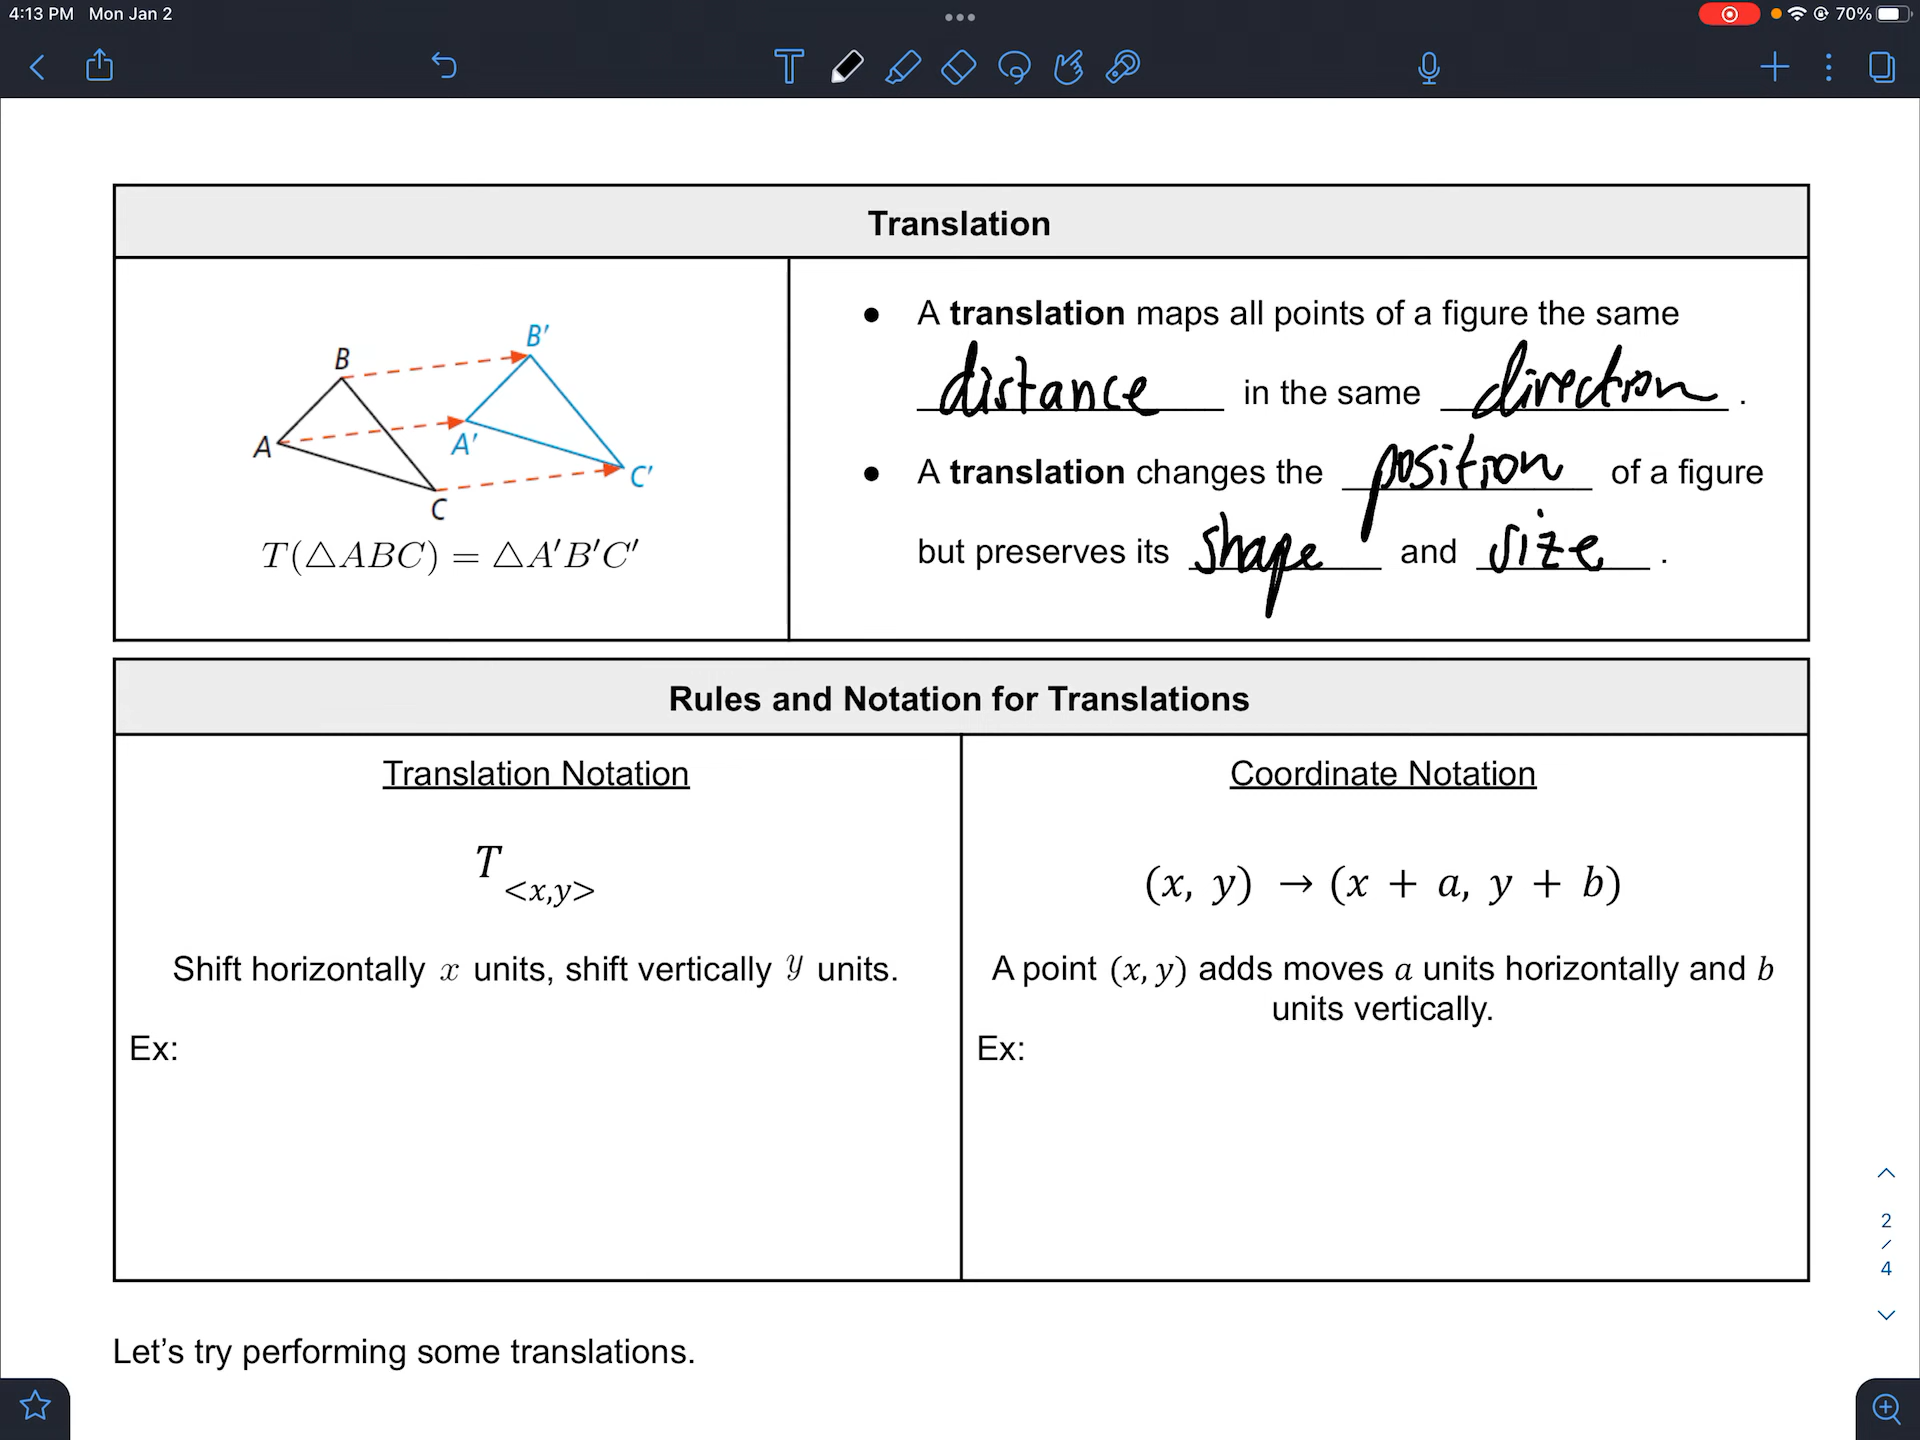 4:13 PM Mon Jan 2
70%
Translation
B
B'
A
A'
C'
C
T(△ABC) = △A′B′C′
● A translation maps all points of a figure the same
distance in the same direction .
● A translation changes the position of a figure
but preserves its shape and size .
Rules and Notation for Translations
Translation Notation
T<x,y>
Shift horizontally x units, shift vertically y units.
Ex:
Coordinate Notation
(x, y) → (x + a, y + b)
A point (x, y) adds moves a units horizontally and b
units vertically.
Ex:
2
/
4
Let’s try performing some translations.